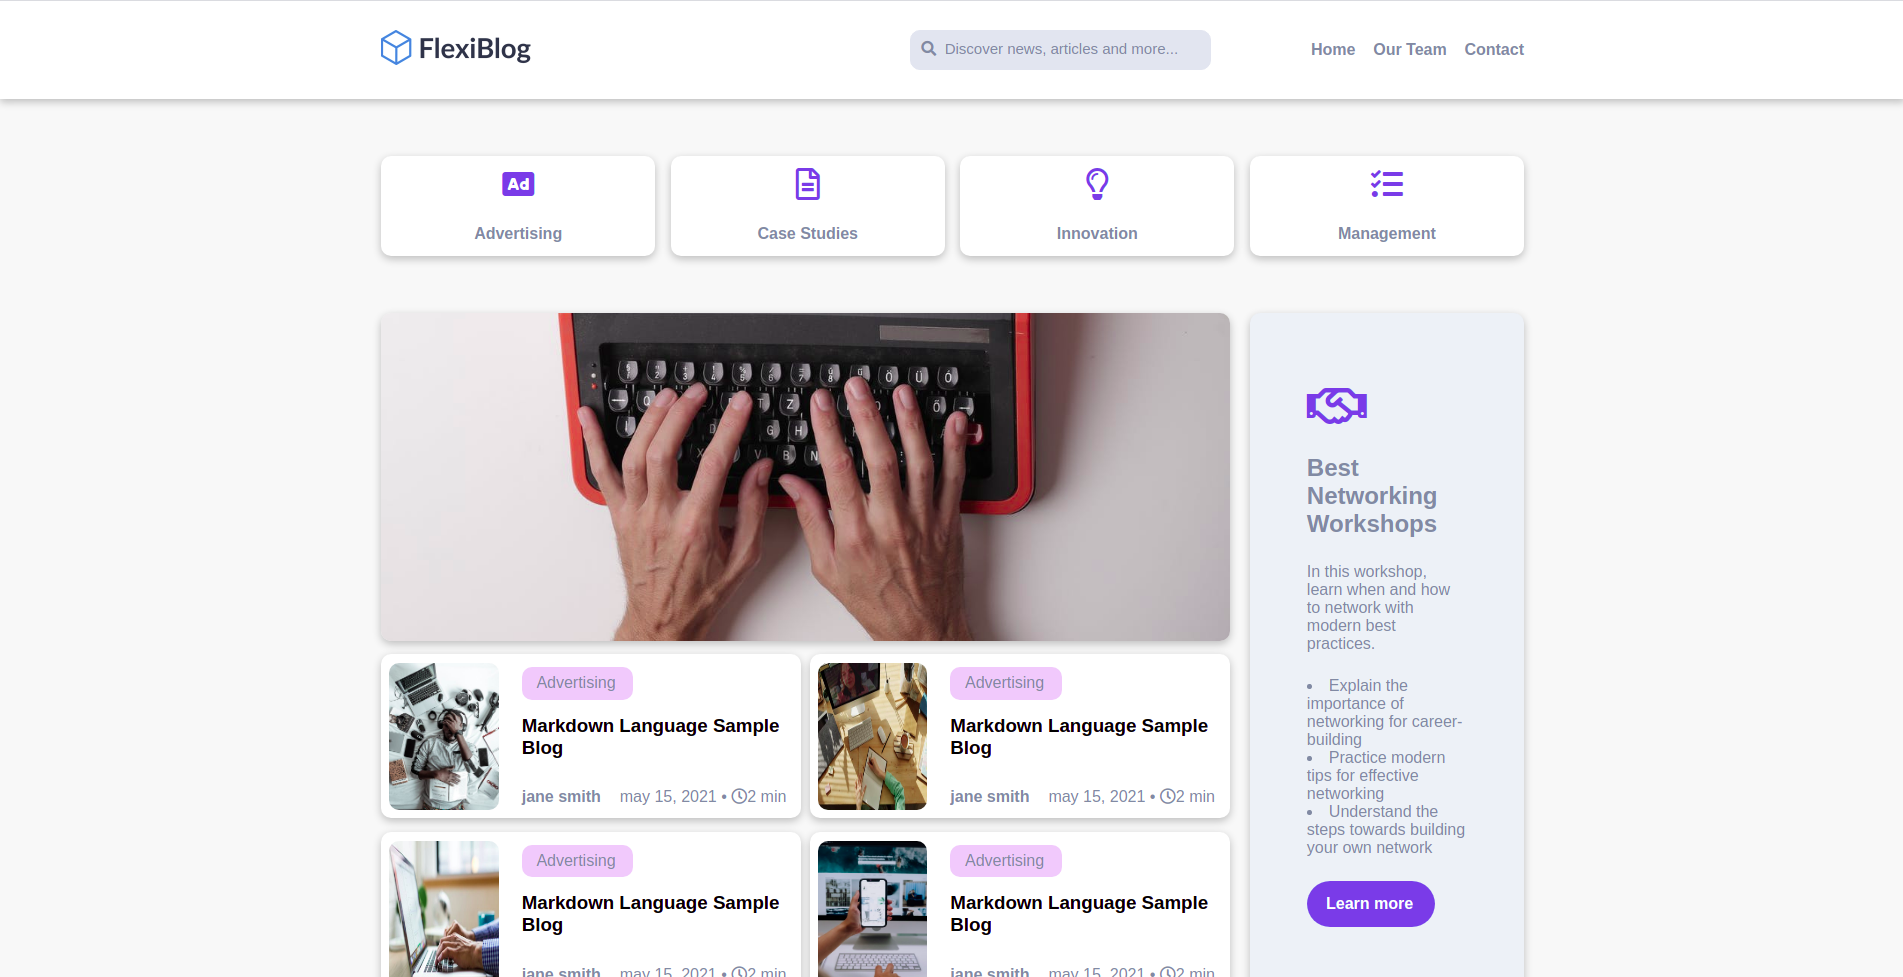 FlexiBlog
Discover news, articles and more...
Home Our Team Contact
Ad
Advertising
Case Studies
Innovation
Management
Best
Networking
Workshops
In this workshop,
learn when and how
to network with
modern best
practices.
• Explain the
importance of
networking for career-
building
• Practice modern
tips for effective
networking
• Understand the
steps towards building
your own network
Learn more
Advertising
Markdown Language Sample
Blog
jane smith may 15, 2021 • 2 min
Advertising
Markdown Language Sample
Blog
jane smith may 15, 2021 • 2 min
Advertising
Markdown Language Sample
Blog
jane smith may 15, 2021 • 2 min
Advertising
Markdown Language Sample
Blog
jane smith may 15, 2021 • 2 min